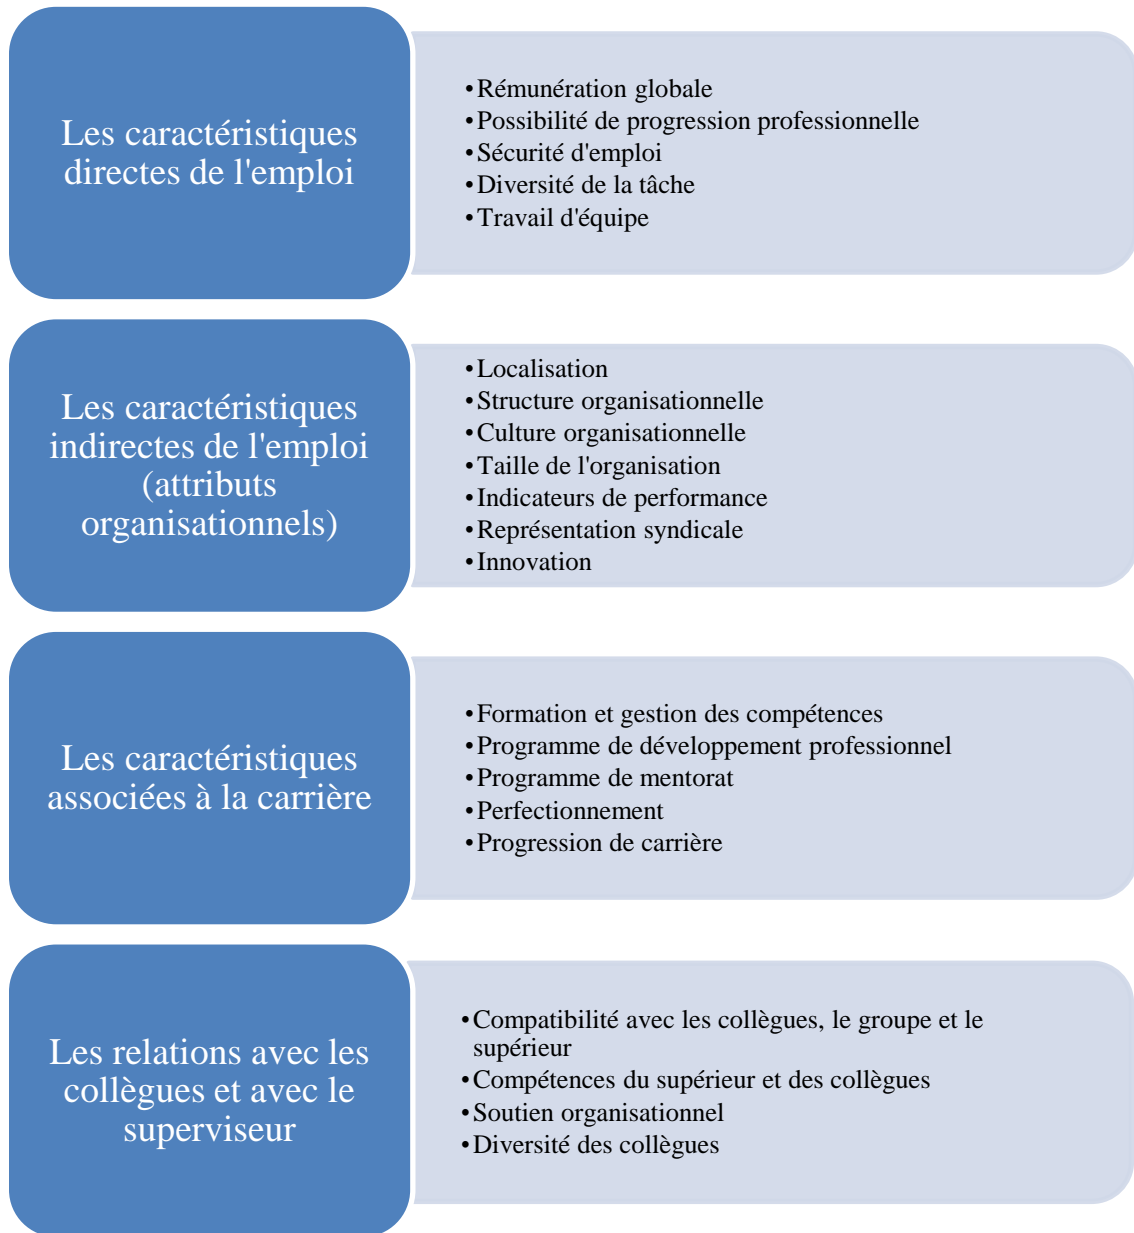 Les caractéristiques
directes de l'emploi
•Rémunération globale
•Possibilité de progression professionnelle
•Sécurité d'emploi
•Diversité de la tâche
•Travail d'équipe
Les caractéristiques
indirectes de l'emploi
(attributs
organisationnels)
•Localisation
•Structure organisationnelle
•Culture organisationnelle
•Taille de l'organisation
•Indicateurs de performance
•Représentation syndicale
•Innovation
Les caractéristiques
associées à la carrière
•Formation et gestion des compétences
•Programme de développement professionnel
•Programme de mentorat
•Perfectionnement
•Progression de carrière
Les relations avec les
collègues et avec le
superviseur
•Compatibilité avec les collègues, le groupe et le
supérieur
•Compétences du supérieur et des collègues
•Soutien organisationnel
•Diversité des collègues